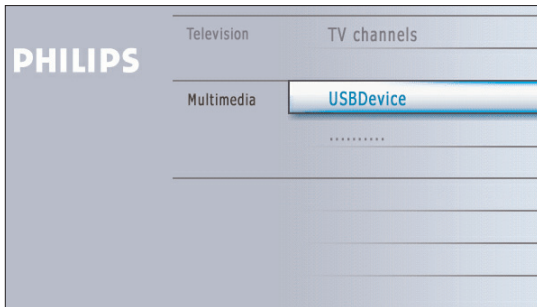 Television TV channels
PHILIPS
Multimedia USBDevice
..........